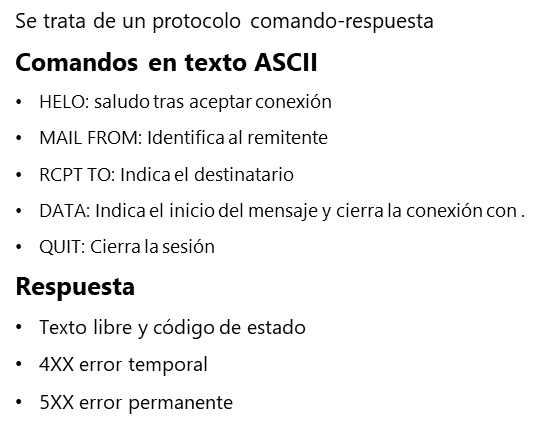 Se trata de un protocolo comando-respuesta
Comandos en texto ASCII
• HELO: saludo tras aceptar conexión
• MAIL FROM: Identifica al remitente
• RCPT TO: Indica el destinatario
• DATA: Indica el inicio del mensaje y cierra la conexión con .
• QUIT: Cierra la sesión
Respuesta
• Texto libre y código de estado
• 4XX error temporal
• 5XX error permanente